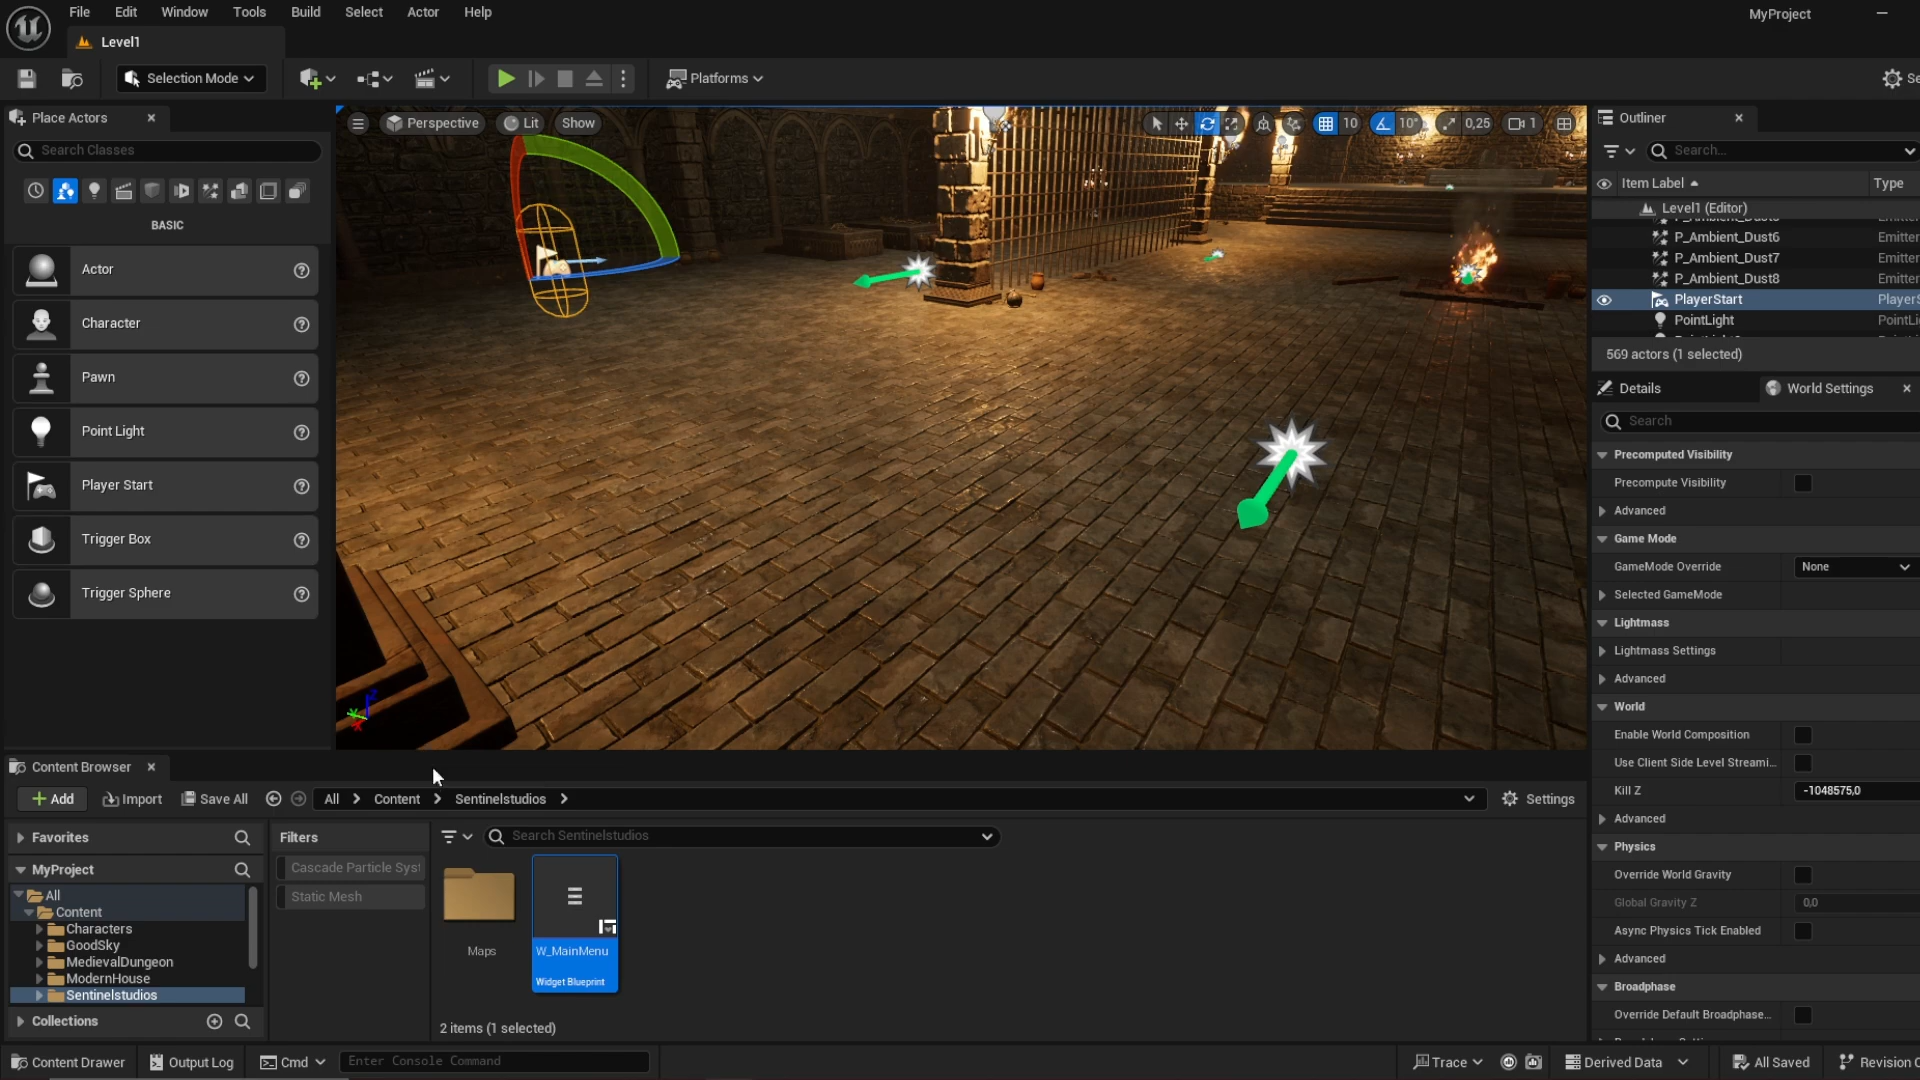 File Edit Window Tools Build Select Actor Help
MyProject
Level1
Selection Mode
Platforms
Place Actors
Search Classes
BASIC
Actor
Character
Pawn
Point Light
Player Start
Trigger Box
Trigger Sphere
Perspective
Lit
Show
10
10°
0,25
1
Outliner
Search...
Item Label
Type
Level1 (Editor)
P_Ambient_Dust6
Emitter
P_Ambient_Dust7
Emitter
P_Ambient_Dust8
Emitter
PlayerStart
PlayerS
PointLight
PointLi
569 actors (1 selected)
Details
World Settings
Search
Precomputed Visibility
Precompute Visibility
Advanced
Game Mode
GameMode Override
None
Selected GameMode
Lightmass
Lightmass Settings
Advanced
World
Enable World Composition
Use Client Side Level Streami...
Kill Z
-1048575,0
Advanced
Physics
Override World Gravity
Global Gravity Z
0,0
Async Physics Tick Enabled
Advanced
Broadphase
Override Default Broadphase...
Content Browser
Add
Import
Save All
All > Content > Sentinelstudios >
Settings
Favorites
MyProject
All
Content
Characters
GoodSky
MedievalDungeon
ModernHouse
Sentinelstudios
Collections
Filters
Cascade Particle Syst
Static Mesh
Search Sentinelstudios
Maps
W_MainMenu
Widget Blueprint
2 items (1 selected)
Content Drawer
Output Log
Cmd
Enter Console Command
Trace
Derived Data
All Saved
Revision C